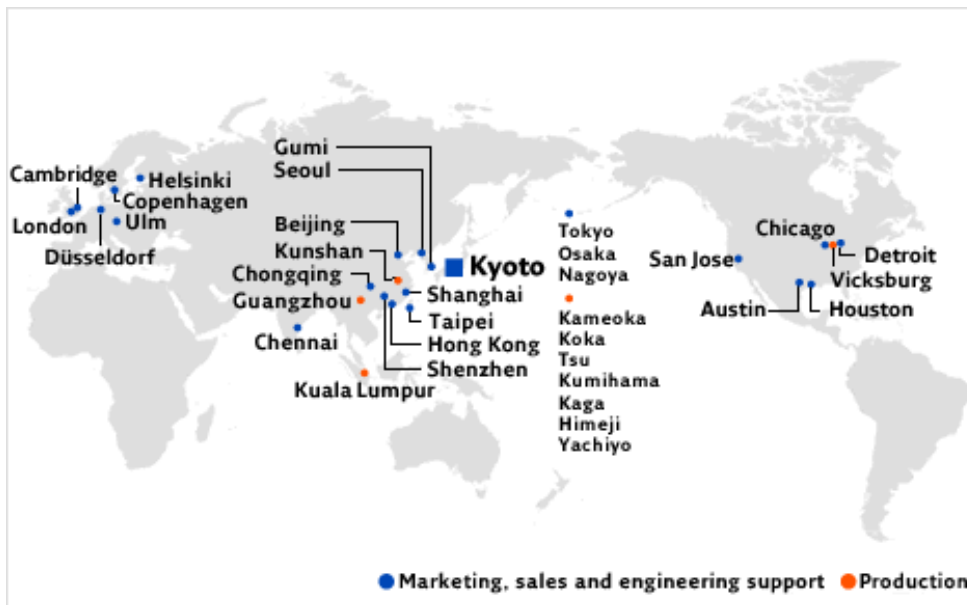 Gumi
Seoul
Cambridge
Helsinki
Copenhagen
London
Ulm
Düsseldorf
Beijing
Kunshan
Chongqing
Guangzhou
Chennai
Kuala Lumpur
Kyoto
Shanghai
Taipei
Hong Kong
Shenzhen
Tokyo
Osaka
Nagoya
Kameoka
Koka
Tsu
Kumihama
Kaga
Himeji
Yachiyo
Chicago
San Jose
Detroit
Vicksburg
Austin
Houston
Marketing, sales and engineering support
Production